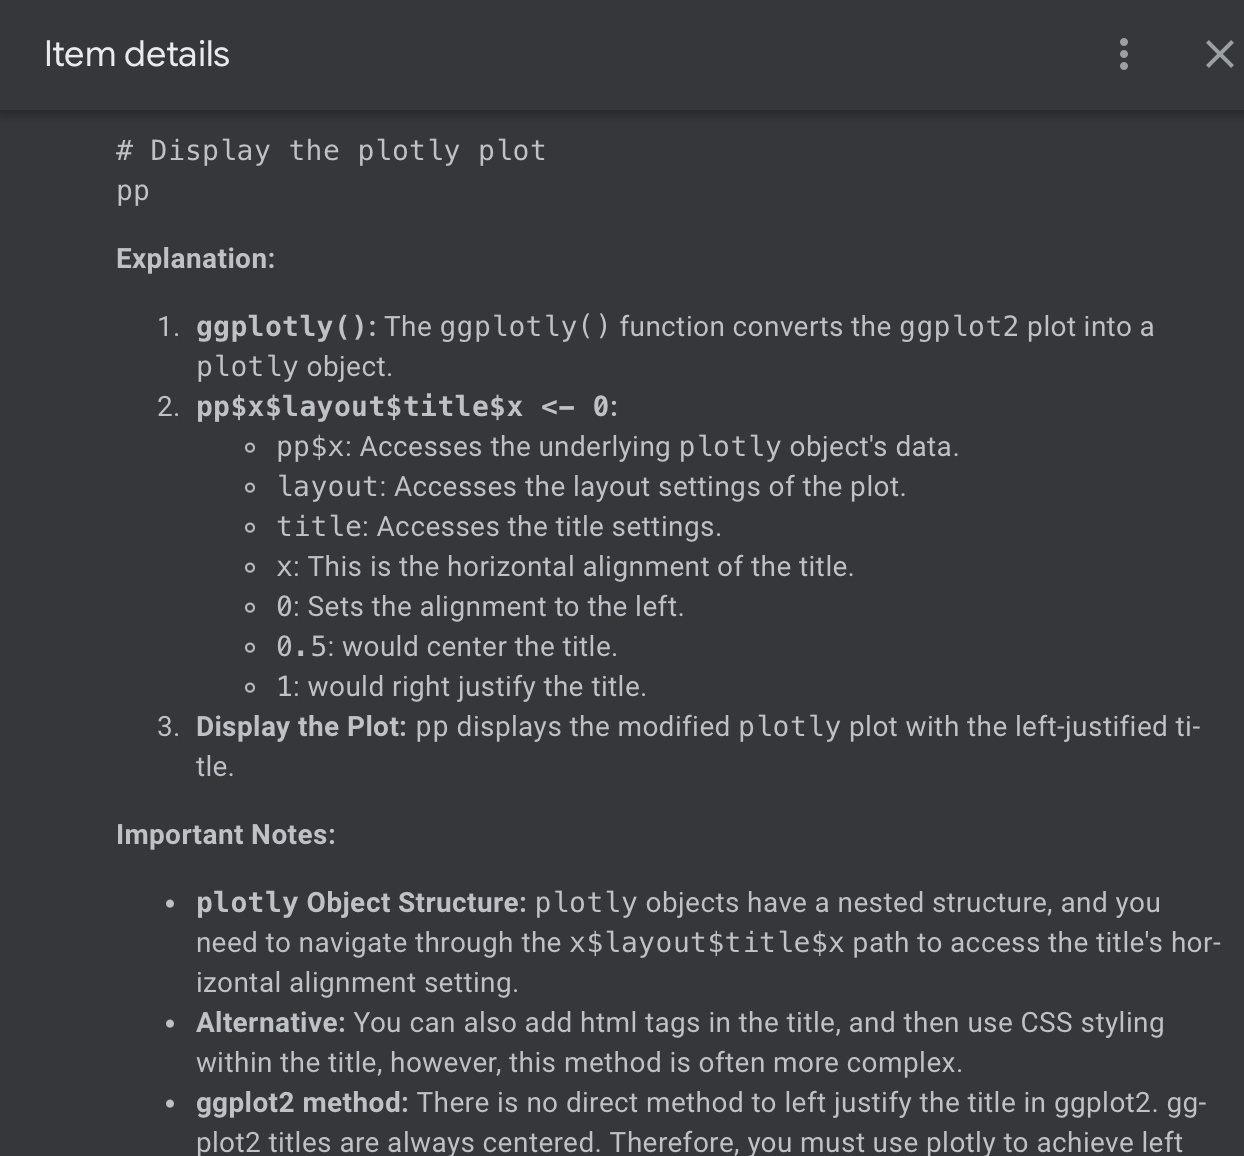 Item details
# Display the plotly plot
pp
Explanation:
1. ggplotly(): The ggplotly() function converts the ggplot2 plot into a
plotly object.
2. pp$x$layout$title$x <- 0:
pp$x: Accesses the underlying plotly object's data.
layout: Accesses the layout settings of the plot.
title: Accesses the title settings.
x: This is the horizontal alignment of the title.
0: Sets the alignment to the left.
0.5: would center the title.
1: would right justify the title.
3. Display the Plot: pp displays the modified plotly plot with the left-justified ti-
tle.
Important Notes:
plotly Object Structure: plotly objects have a nested structure, and you
need to navigate through the x$layout$title$x path to access the title's hor-
izontal alignment setting.
Alternative: You can also add html tags in the title, and then use CSS styling
within the title, however, this method is often more complex.
ggplot2 method: There is no direct method to left justify the title in ggplot2. gg-
plot2 titles are always centered. Therefore, you must use plotly to achieve left